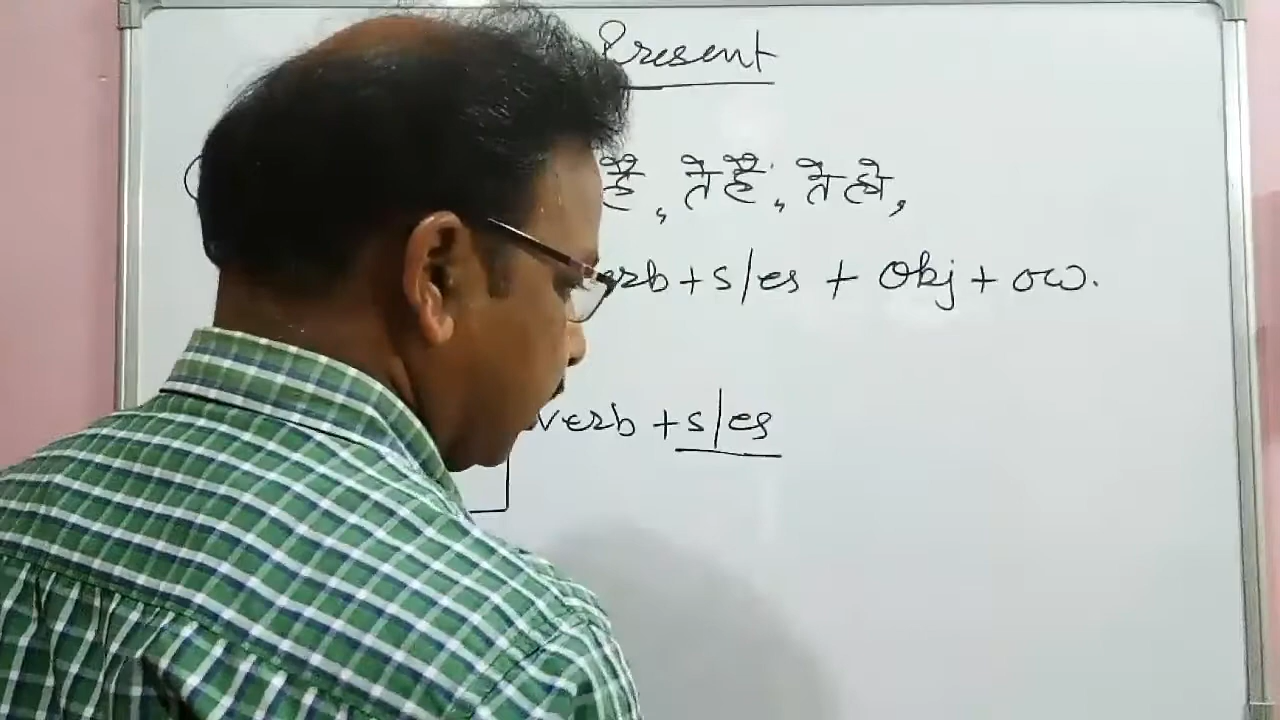 Present
है, ते हैं, ते हो,
verb + s/es + Obj + ow.
verb + s/es